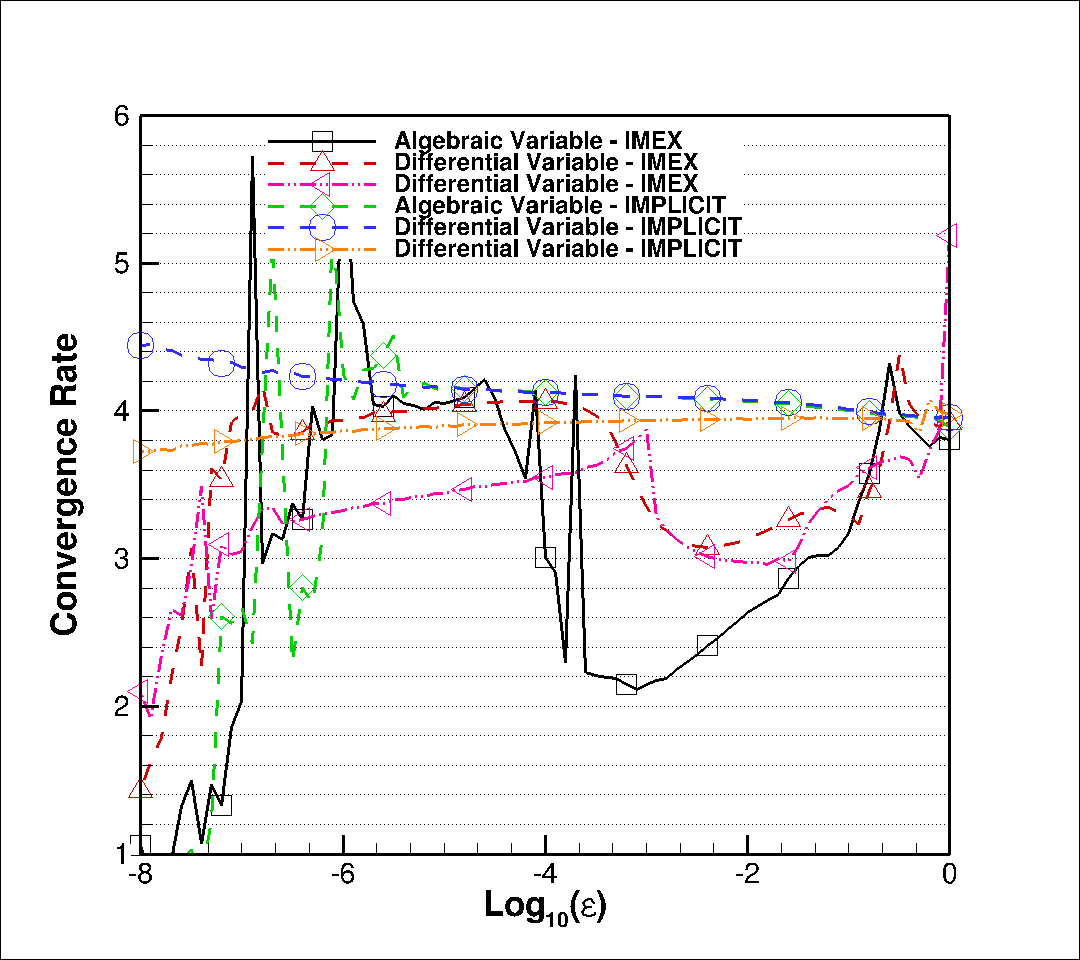 6
Algebraic Variable - IMEX
Differential Variable - IMEX
Differential Variable - IMEX
Algebraic Variable - IMPLICIT
Differential Variable - IMPLICIT
Differential Variable - IMPLICIT
5
4
3
2
1
Convergence Rate
-8 -6 -4 -2 0
Log₁₀(ε)